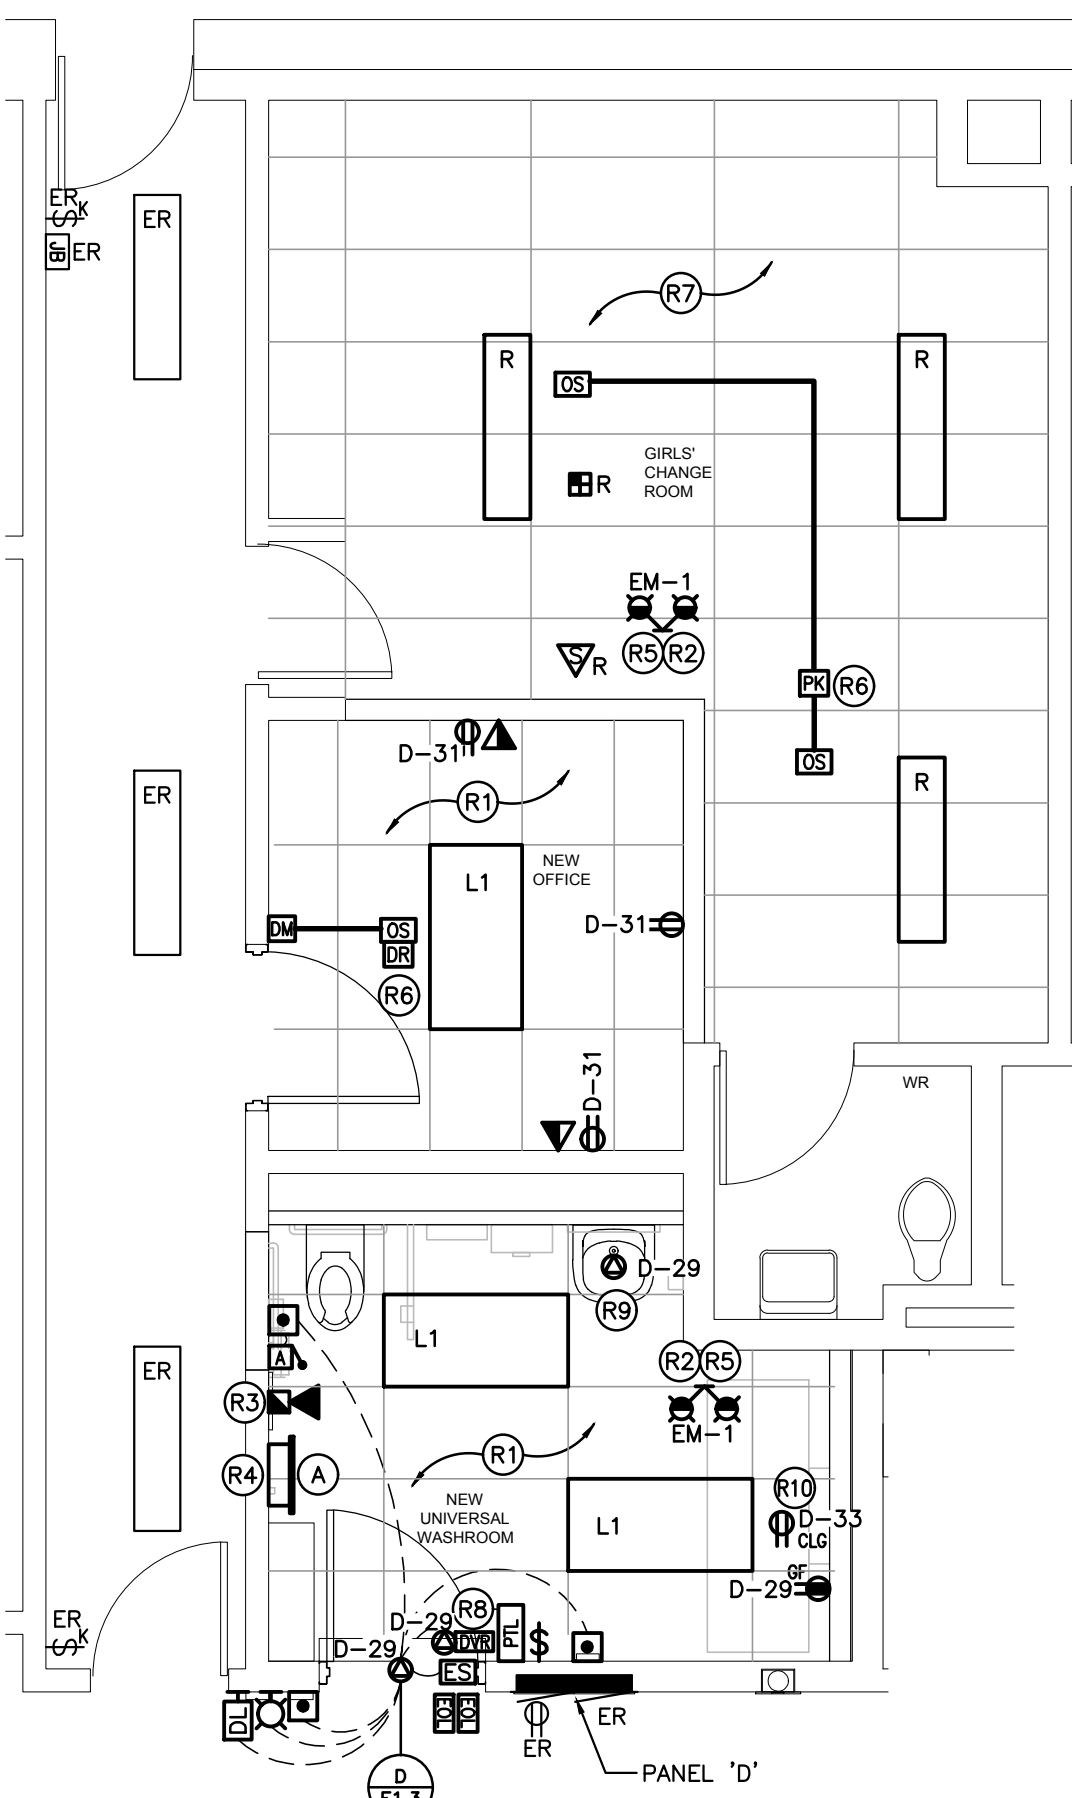 ER
K
S
JB ER
ER
R7
R
R
OS
GIRLS'
CHANGE
ROOM
R
EM-1
R5 R2
S R
PK R6
OS
R
D-31
R1
ER
L1
NEW
OFFICE
D-31
DM
OS
DR
R6
D-31
WR
D-29
R9
L1
R2 R5
EM-1
A
ER
R3
R4
A
R1
NEW
UNIVERSAL
WASHROOM
L1
R10
D-33
CLG
GF
D-29
R8
D-29
DVR
PTL
$
D-29
ES
EOL
EOL
ER
K
S
DL
ER
ER
PANEL 'D'
D
E1.3